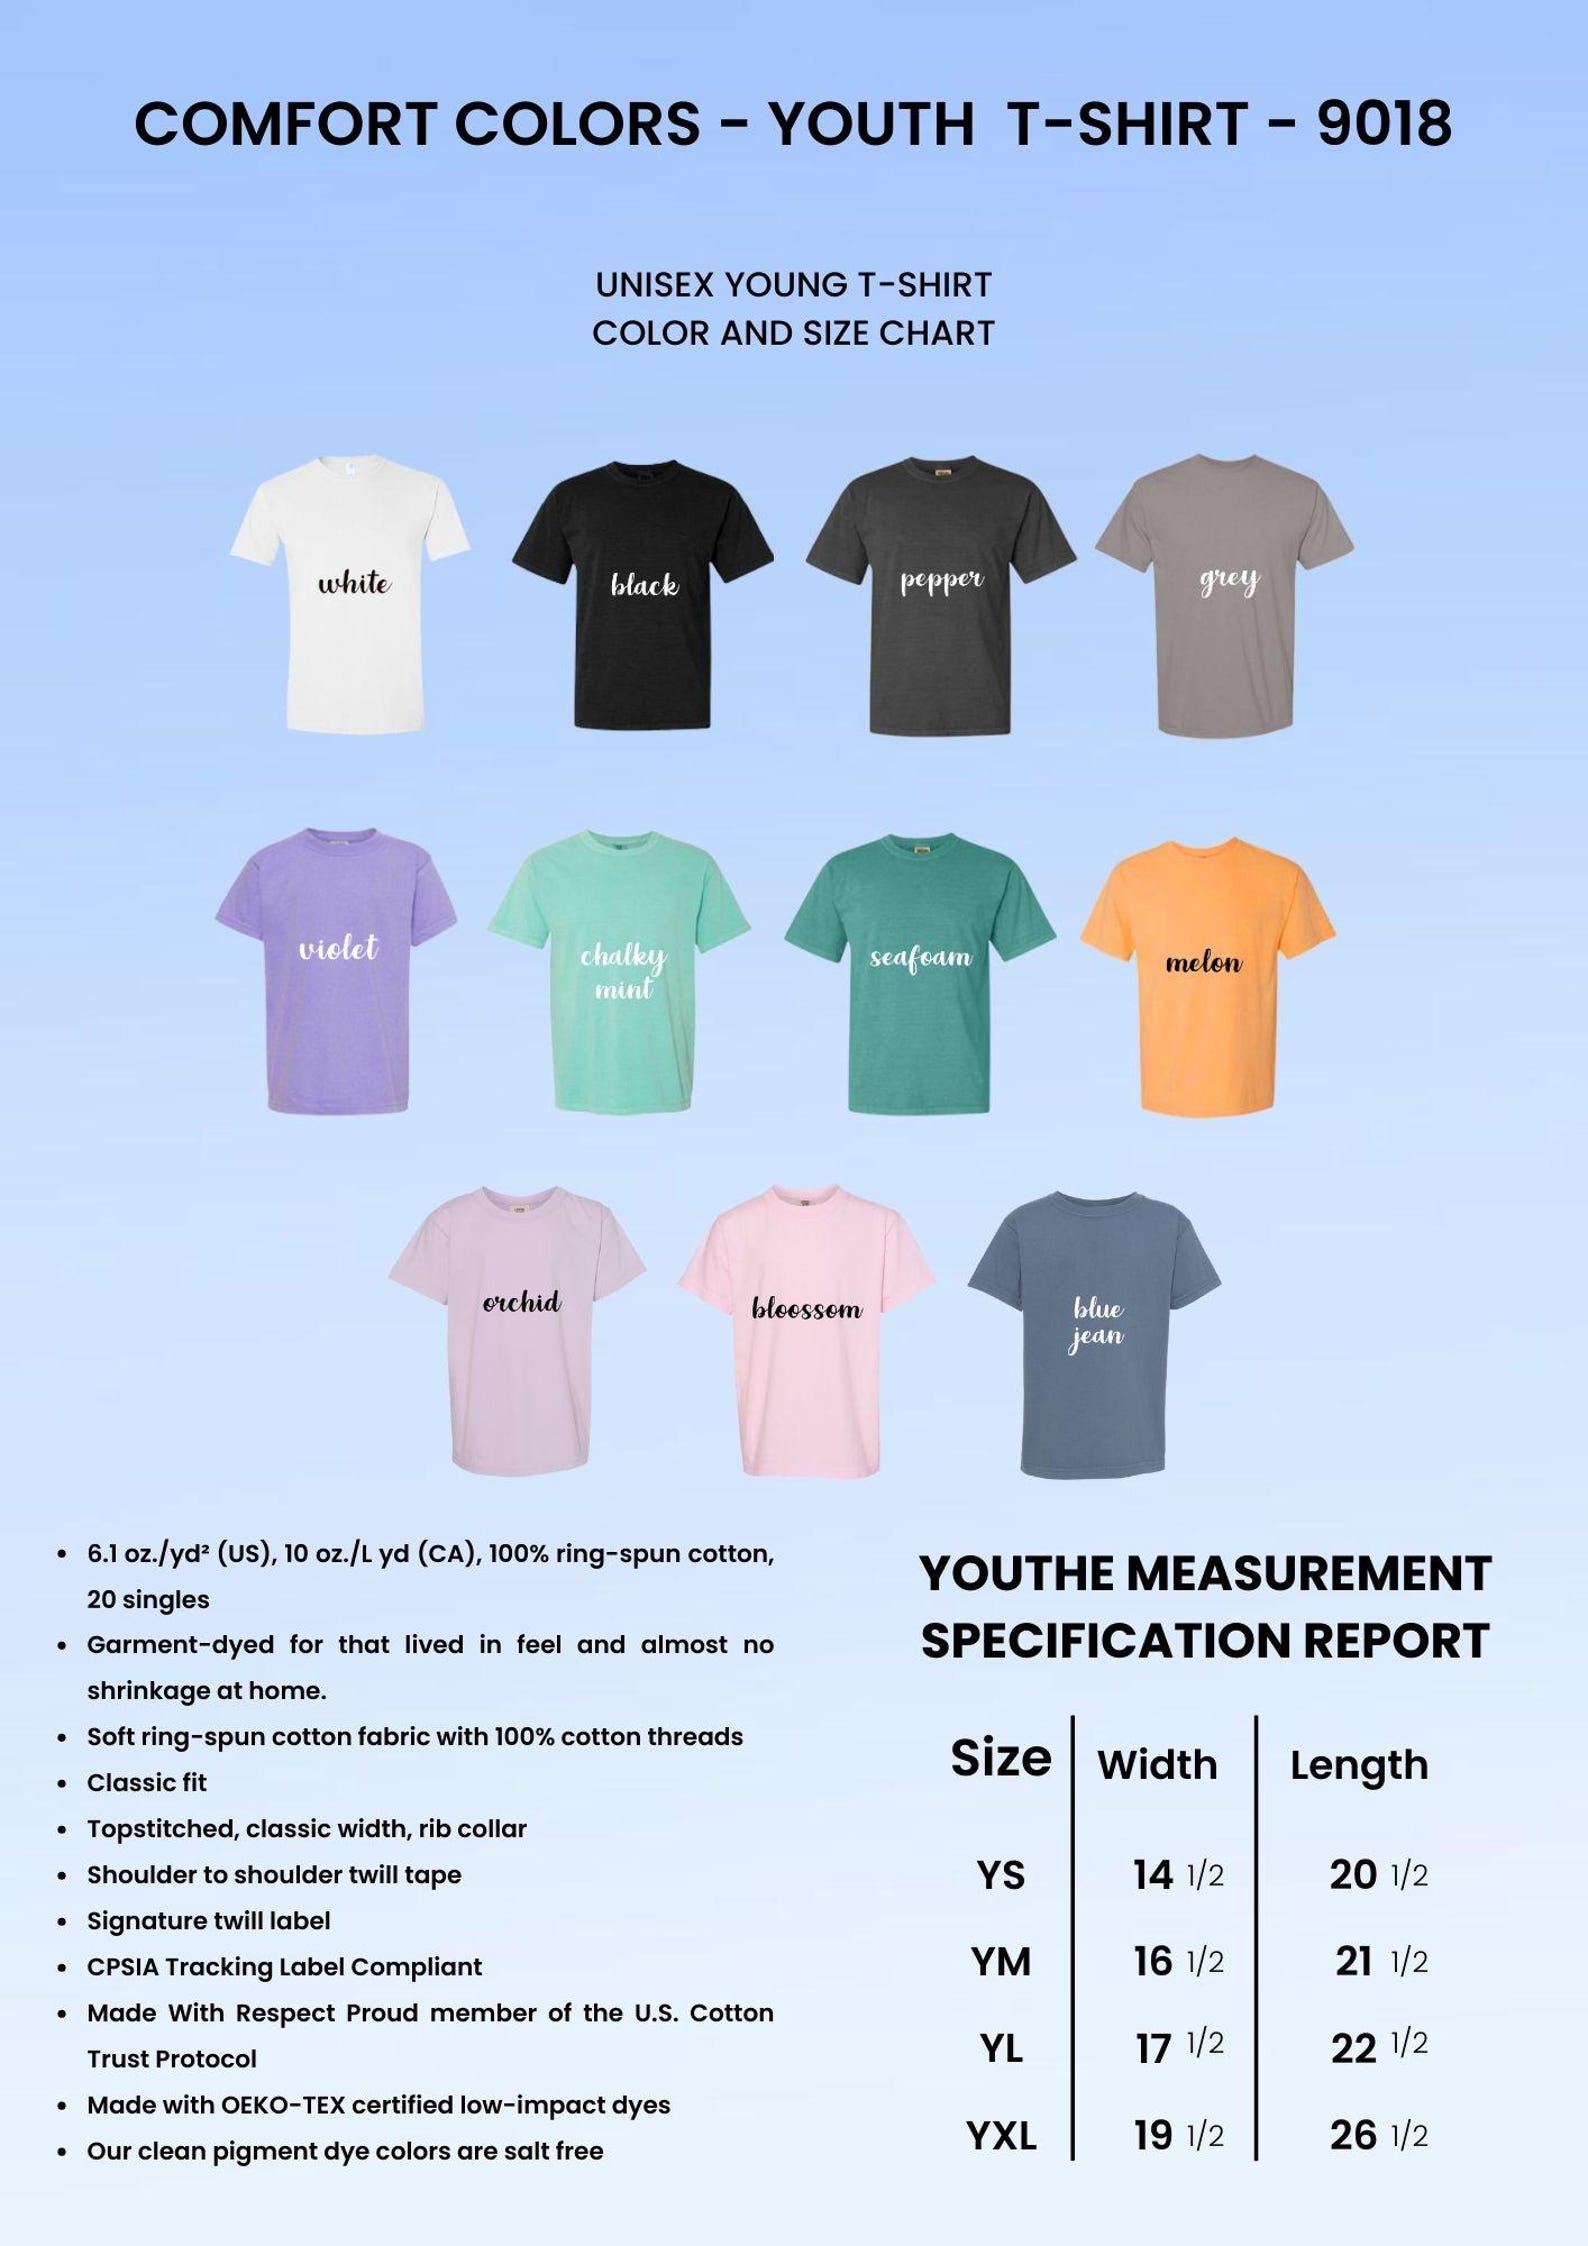 COMFORT COLORS - YOUTH T-SHIRT - 9018
UNISEX YOUNG T-SHIRT
COLOR AND SIZE CHART
white
black
pepper
grey
violet
chalky
mint
seafoam
melon
orchid
bloossom
blue
jean
• 6.1 oz./yd² (US), 10 oz./L yd (CA), 100% ring-spun cotton,
20 singles
• Garment-dyed for that lived in feel and almost no
shrinkage at home.
• Soft ring-spun cotton fabric with 100% cotton threads
• Classic fit
• Topstitched, classic width, rib collar
• Shoulder to shoulder twill tape
• Signature twill label
• CPSIA Tracking Label Compliant
• Made With Respect Proud member of the U.S. Cotton
Trust Protocol
• Made with OEKO-TEX certified low-impact dyes
• Our clean pigment dye colors are salt free
YOUTHE MEASUREMENT
SPECIFICATION REPORT
Size Width Length
YS 14 1/2 20 1/2
YM 16 1/2 21 1/2
YL 17 1/2 22 1/2
YXL 19 1/2 26 1/2